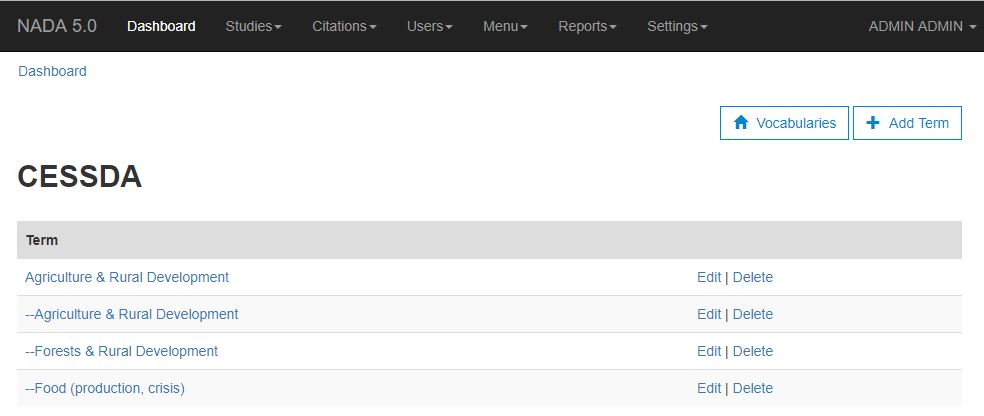 NADA 5.0 Dashboard Studies Citations Users Menu Reports Settings ADMIN ADMIN
Dashboard
Vocabularies Add Term
CESSDA
Term
Agriculture & Rural Development Edit | Delete
--Agriculture & Rural Development Edit | Delete
--Forests & Rural Development Edit | Delete
--Food (production, crisis) Edit | Delete